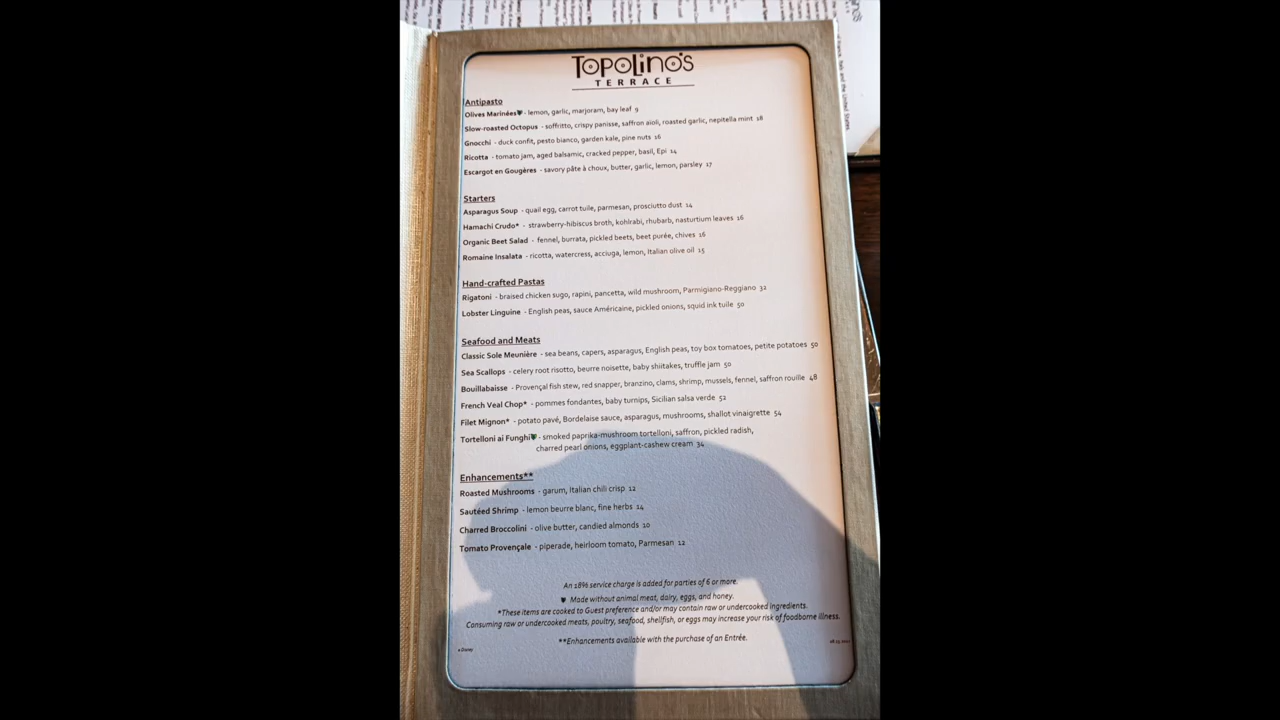 TOPOLINO'S
TERRACE
Antipasto
Olives Marinées - lemon, garlic, marjoram, bay leaf 9
Slow-roasted Octopus - soffritto, crispy panisse, saffron aïoli, roasted garlic, nepitella mint 18
Gnocchi - duck confit, pesto bianco, garden kale, pine nuts 16
Ricotta - tomato jam, aged balsamic, cracked pepper, basil, Epi 14
Escargot en Gougères - savory pâte à choux, butter, garlic, lemon, parsley 17
Starters
Asparagus Soup - quail egg, carrot tuile, parmesan, prosciutto dust 14
Hamachi Crudo* - strawberry-hibiscus broth, kohlrabi, rhubarb, nasturtium leaves 16
Organic Beet Salad - fennel, burrata, pickled beets, beet purée, chives 16
Romaine Insalata - ricotta, watercress, acciuga, lemon, Italian olive oil 15
Hand-crafted Pastas
Rigatoni - braised chicken sugo, rapini, pancetta, wild mushroom, Parmigiano-Reggiano 32
Lobster Linguine - English peas, sauce Américaine, pickled onions, squid ink tuile 50
Seafood and Meats
Classic Sole Meunière - sea beans, capers, asparagus, English peas, toy box tomatoes, petite potatoes 50
Sea Scallops - celery root risotto, beurre noisette, baby shiitakes, truffle jam 50
Bouillabaisse - Provençal fish stew, red snapper, branzino, clams, shrimp, mussels, fennel, saffron rouille 48
French Veal Chop* - pommes fondantes, baby turnips, Sicilian salsa verde 52
Filet Mignon* - potato pavé, Bordelaise sauce, asparagus, mushrooms, shallot vinaigrette 54
Tortelloni ai Funghi - smoked paprika-mushroom tortelloni, saffron, pickled radish,
charred pearl onions, eggplant-cashew cream 34
Enhancements**
Roasted Mushrooms - garum, Italian chili crisp 12
Sautéed Shrimp - lemon beurre blanc, fine herbs 14
Charred Broccolini - olive butter, candied almonds 10
Tomato Provençale - piperade, heirloom tomato, Parmesan 12
An 18% service charge is added for parties of 6 or more.
Made without animal meat, dairy, eggs, and honey.
*These items are cooked to Guest preference and/or may contain raw or undercooked ingredients.
Consuming raw or undercooked meats, poultry, seafood, shellfish, or eggs may increase your risk of foodborne illness.
**Enhancements available with the purchase of an Entrée.
Disney